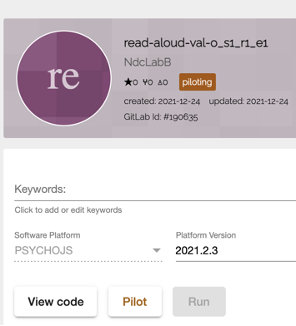 re
read-aloud-val-o_s1_r1_e1
NdcLabB
★0 0 0 piloting
created: 2021-12-24 updated: 2021-12-24
GitLab Id: #190635
Keywords:
Click to add or edit keywords
Software Platform Platform Version
PSYCHOJS 2021.2.3
View code Pilot Run